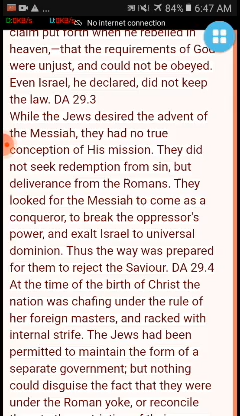 0KB/s U:0KB/s ... 84% 6:47 AM
No internet connection
claim put forth when he rebelled in
heaven,—that the requirements of God
were unjust, and could not be obeyed.
Even Israel, he declared, did not keep
the law. DA 29.3
While the Jews desired the advent of
the Messiah, they had no true
conception of His mission. They did
not seek redemption from sin, but
deliverance from the Romans. They
looked for the Messiah to come as a
conqueror, to break the oppressor's
power, and exalt Israel to universal
dominion. Thus the way was prepared
for them to reject the Saviour. DA 29.4
At the time of the birth of Christ the
nation was chafing under the rule of
her foreign masters, and racked with
internal strife. The Jews had been
permitted to maintain the form of a
separate government; but nothing
could disguise the fact that they were
under the Roman yoke, or reconcile